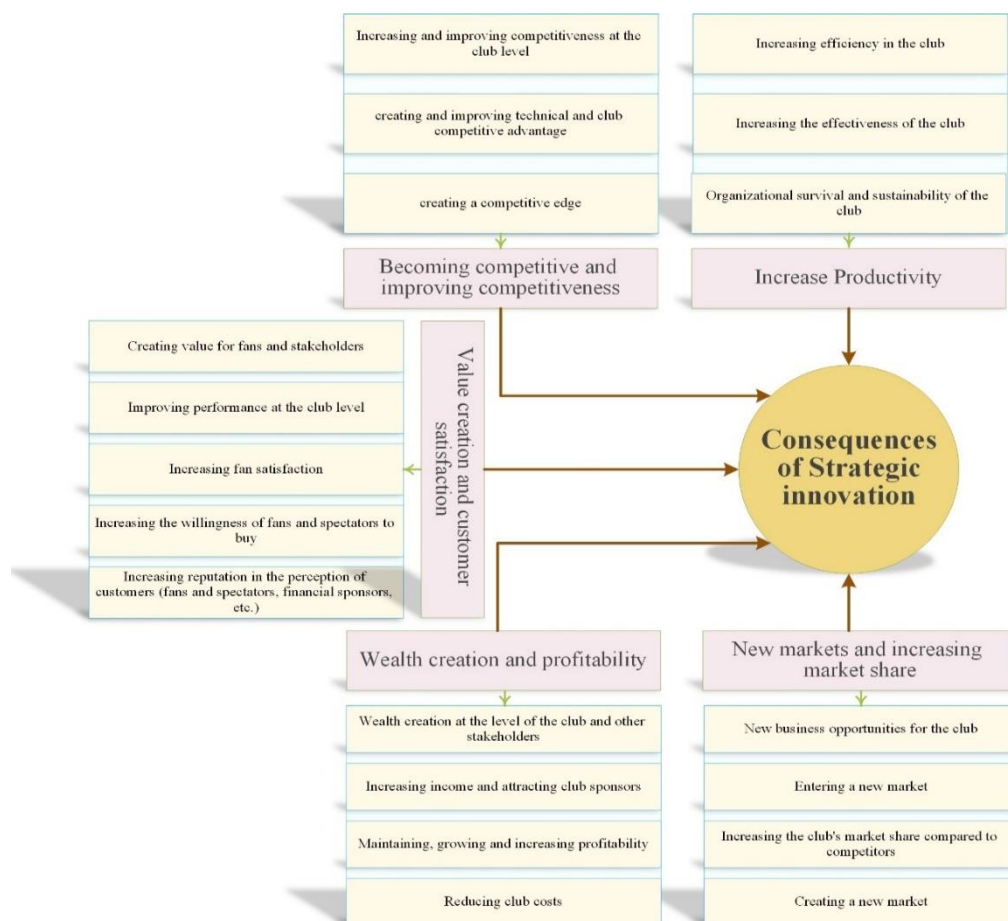 Increasing and improving competitiveness at the
club level
creating and improving technical and club
competitive advantage
creating a competitive edge
Becoming competitive and
improving competitiveness
Increasing efficiency in the club
Increasing the effectiveness of the club
Organizational survival and sustainability of the
club
Increase Productivity
Creating value for fans and stakeholders
Improving performance at the club level
Increasing fan satisfaction
Increasing the willingness of fans and spectators to
buy
Increasing reputation in the perception of
customers (fans and spectators, financial sponsors,
etc.)
Value creation and customer
satisfaction
Consequences
of Strategic
innovation
Wealth creation and profitability
Wealth creation at the level of the club and other
stakeholders
Increasing income and attracting club sponsors
Maintaining, growing and increasing profitability
Reducing club costs
New markets and increasing
market share
New business opportunities for the club
Entering a new market
Increasing the club's market share compared to
competitors
Creating a new market